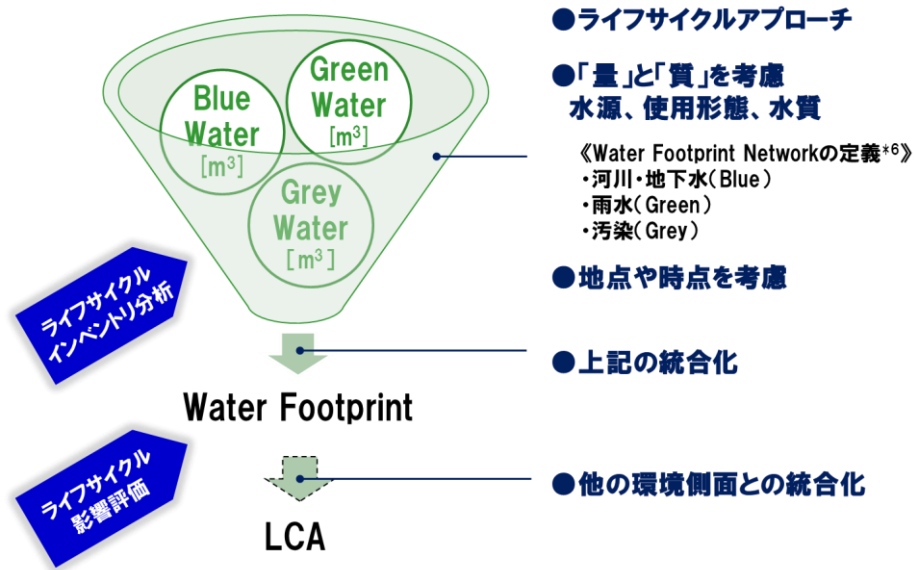 Blue
Water
[m³]
Green
Water
[m³]
Grey
Water
[m³]
ライフサイクル
インベントリ分析
Water Footprint
ライフサイクル
影響評価
LCA
●ライフサイクルアプローチ
●「量」と「質」を考慮
水源、使用形態、水質
《Water Footprint Networkの定義*6》
・河川・地下水(Blue)
・雨水(Green)
・汚染(Grey)
●地点や時点を考慮
●上記の統合化
●他の環境側面との統合化